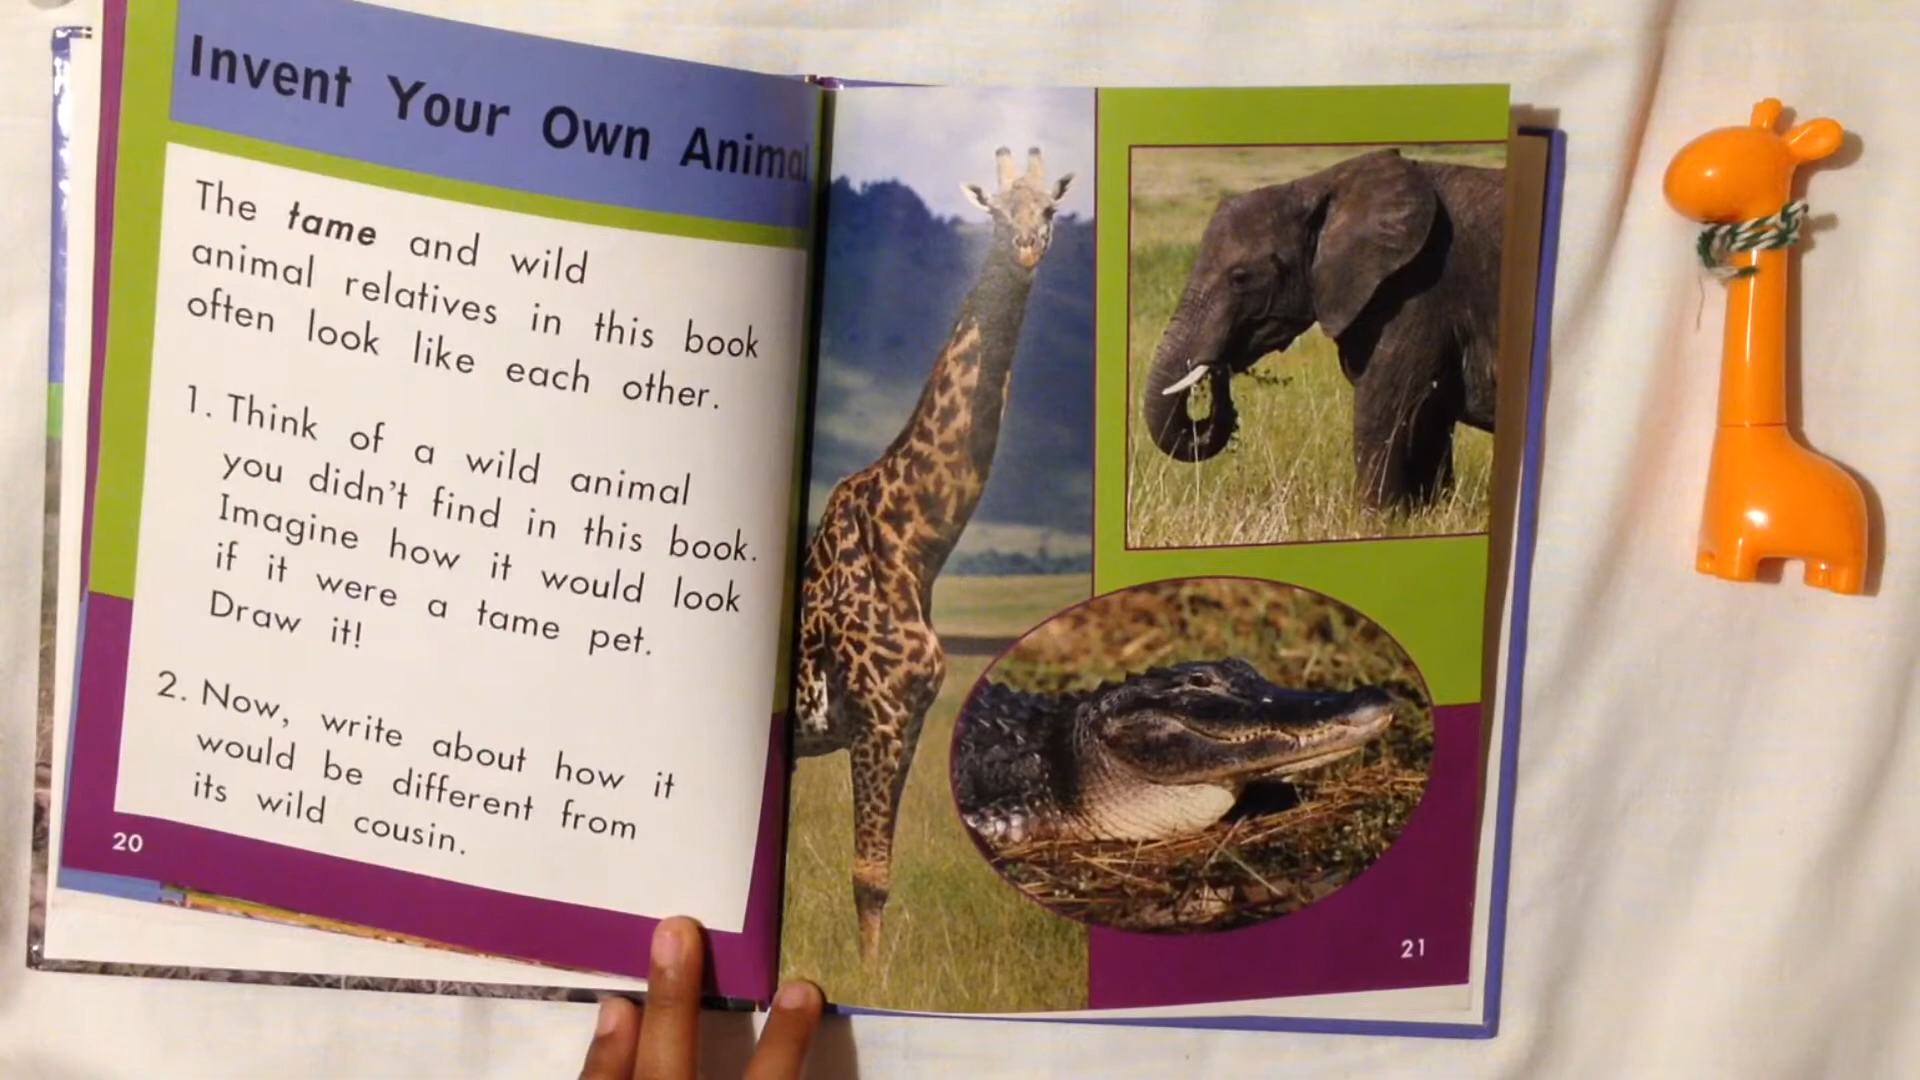 Invent Your Own Animal
The tame and wild
animal relatives in this book
often look like each other.
1. Think of a wild animal
you didn't find in this book.
Imagine how it would look
if it were a tame pet.
Draw it!
2. Now, write about how it
would be different from
its wild cousin.
20
21